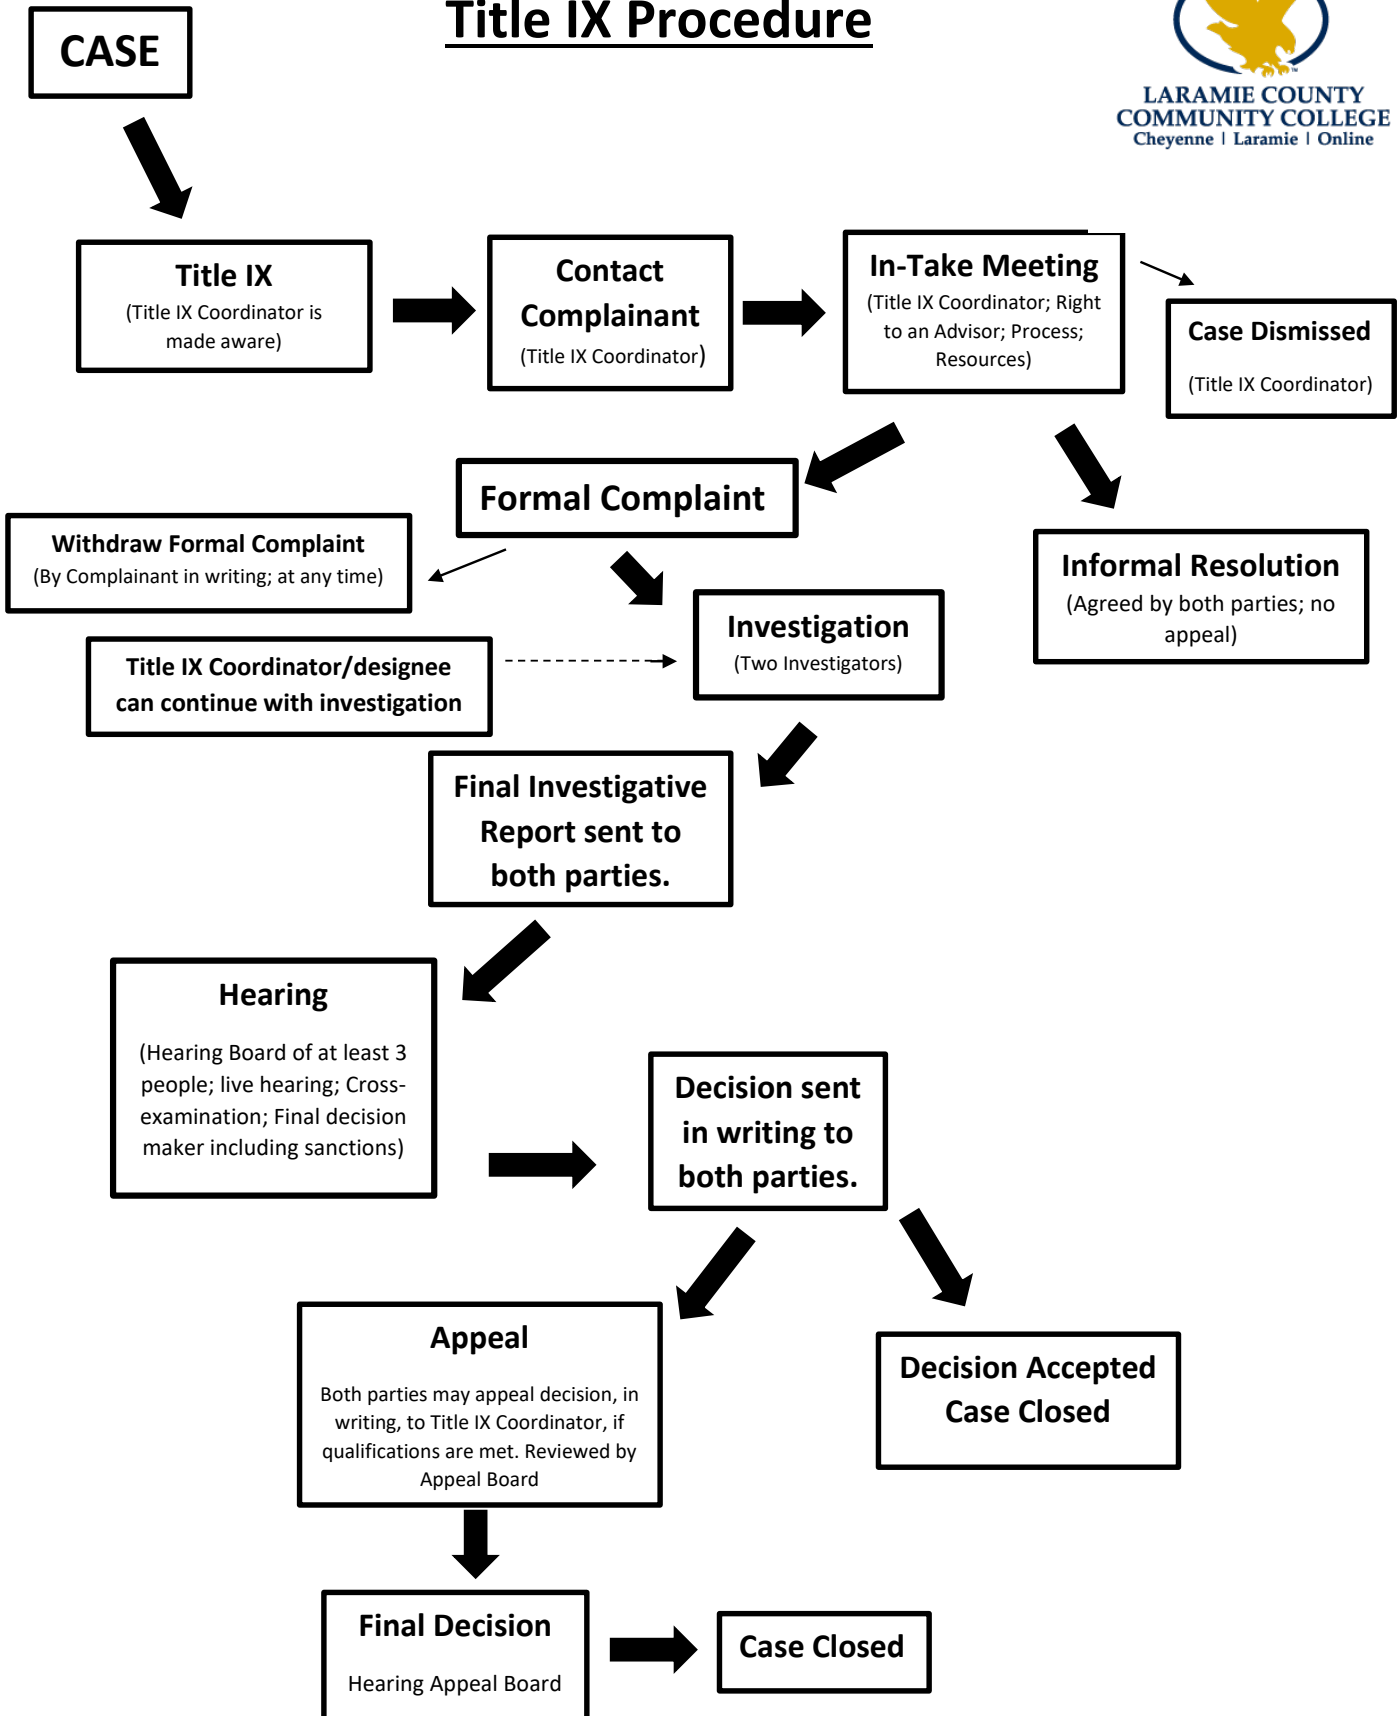 Title IX Procedure
CASE
LARAMIE COUNTY
COMMUNITY COLLEGE
Cheyenne | Laramie | Online
Title IX
(Title IX Coordinator is
made aware)
Contact
Complainant
(Title IX Coordinator)
In-Take Meeting
(Title IX Coordinator; Right
to an Advisor; Process;
Resources)
Case Dismissed
(Title IX Coordinator)
Formal Complaint
Withdraw Formal Complaint
(By Complainant in writing; at any time)
Informal Resolution
(Agreed by both parties; no
appeal)
Investigation
(Two Investigators)
Title IX Coordinator/designee
can continue with investigation
Final Investigative
Report sent to
both parties.
Hearing
(Hearing Board of at least 3
people; live hearing; Cross-
examination; Final decision
maker including sanctions)
Decision sent
in writing to
both parties.
Appeal
Both parties may appeal decision, in
writing, to Title IX Coordinator, if
qualifications are met. Reviewed by
Appeal Board
Decision Accepted
Case Closed
Final Decision
Hearing Appeal Board
Case Closed